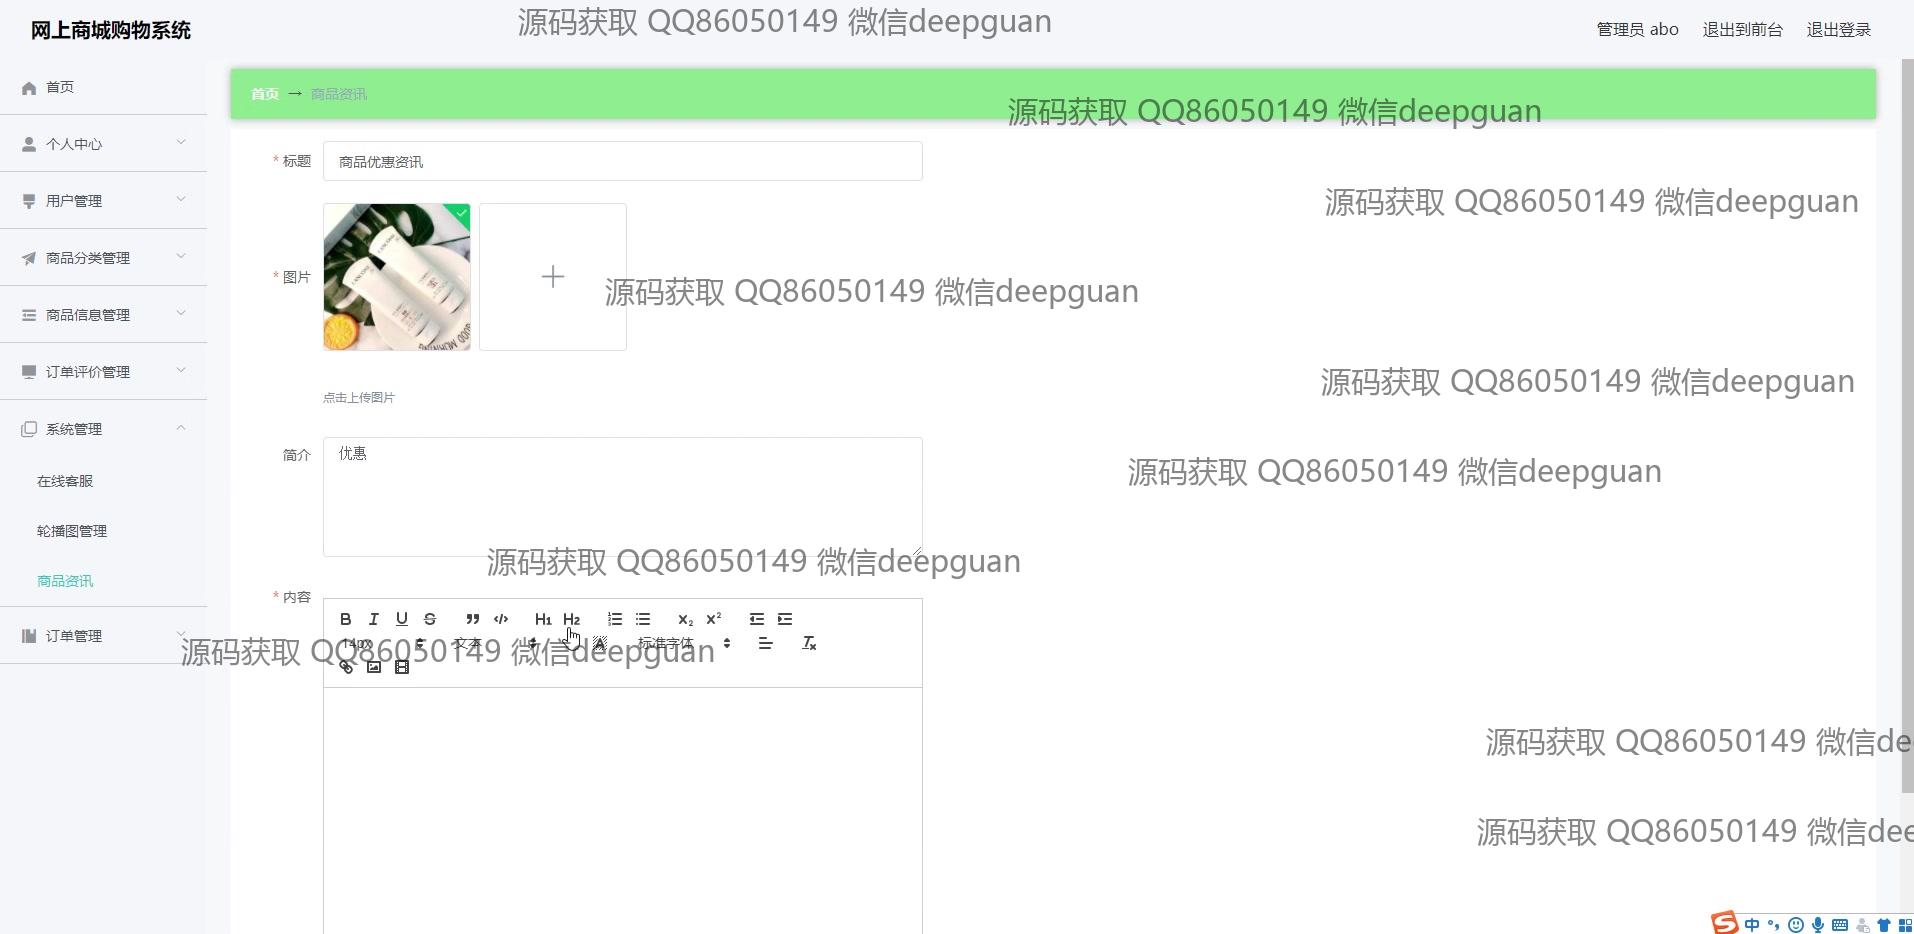 网上商城购物系统
源码获取 QQ86050149 微信deepguan
管理员 abo 退出到前台 退出登录
首页
首页 → 商品资讯
源码获取 QQ86050149 微信deepguan
个人中心
* 标题 商品优惠资讯
用户管理
源码获取 QQ86050149 微信deepguan
商品分类管理
* 图片
源码获取 QQ86050149 微信deepguan
商品信息管理
订单评价管理
源码获取 QQ86050149 微信deepguan
点击上传图片
系统管理
简介 优惠
在线客服
源码获取 QQ86050149 微信deepguan
轮播图管理
源码获取 QQ86050149 微信deepguan
商品资讯
* 内容
B I U S H1 H2 X2 X2
订单管理
14px 文本 A 标准字体 Tx
源码获取 QQ86050149 微信deepguan
源码获取 QQ86050149 微信de
源码获取 QQ86050149 微信dee
S 中